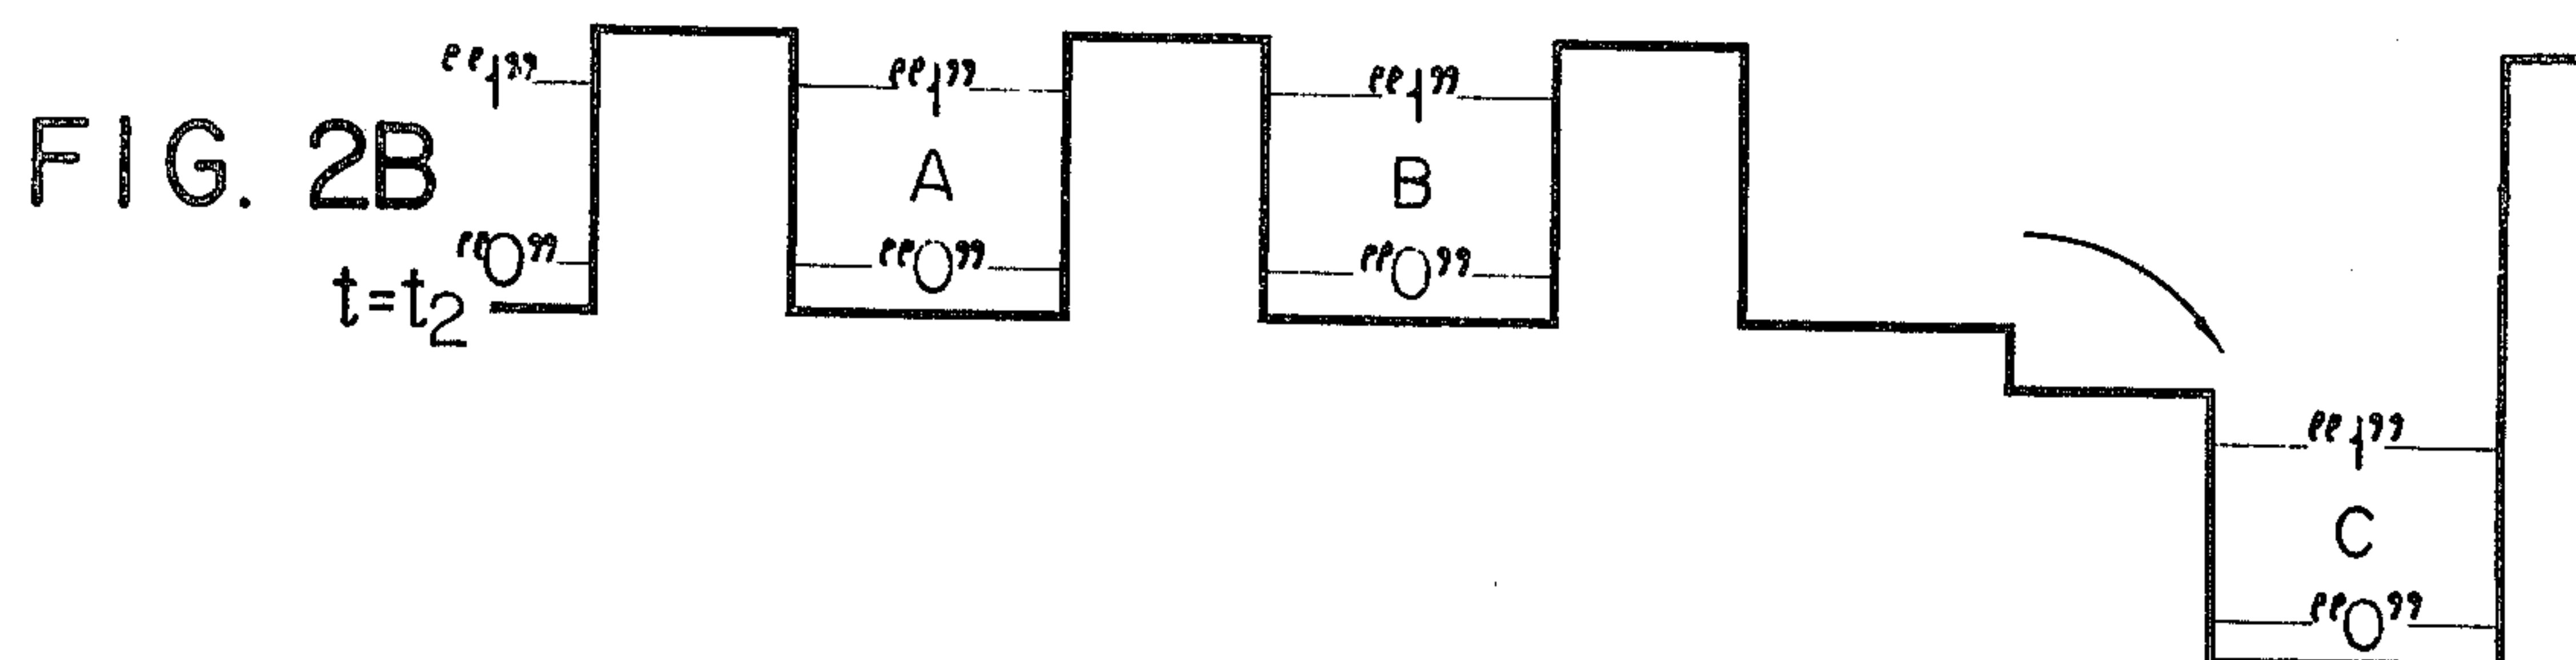 “1” “1” “1”
FIG. 2B A B
“0” “0” “0”
t=t2
“1”
C
“0”